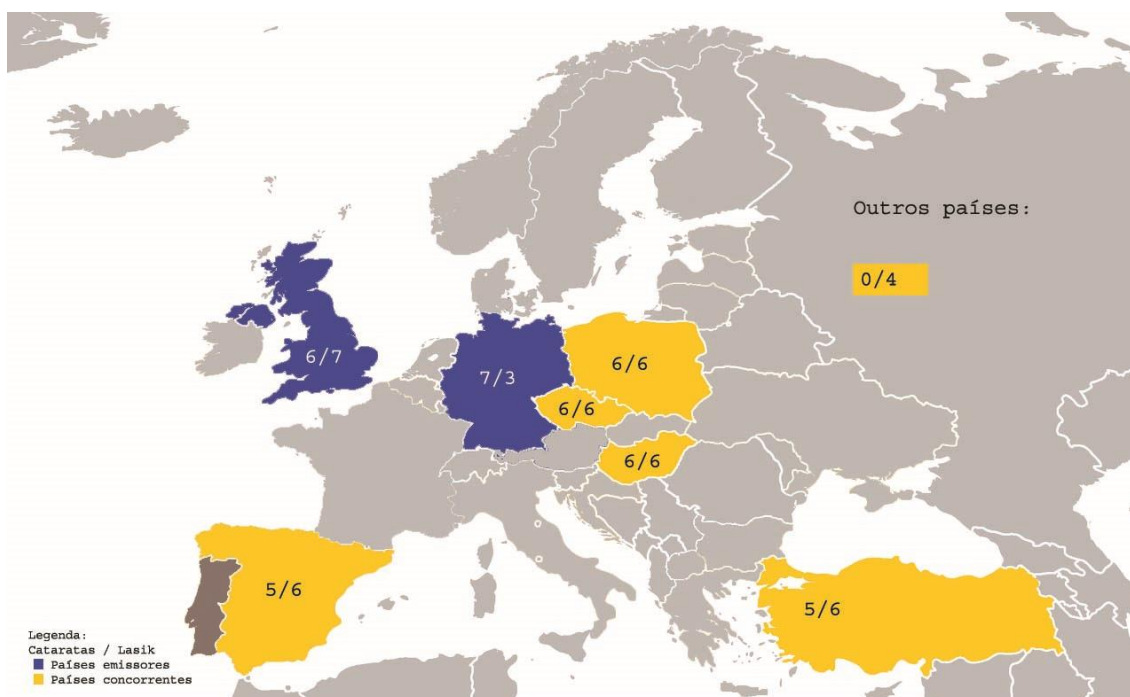 Outros países:
0/4
6/7
7/3
6/6
6/6
6/6
5/6
5/6
Legenda:
Cataratas / Lasik
Países emissores
Países concorrentes